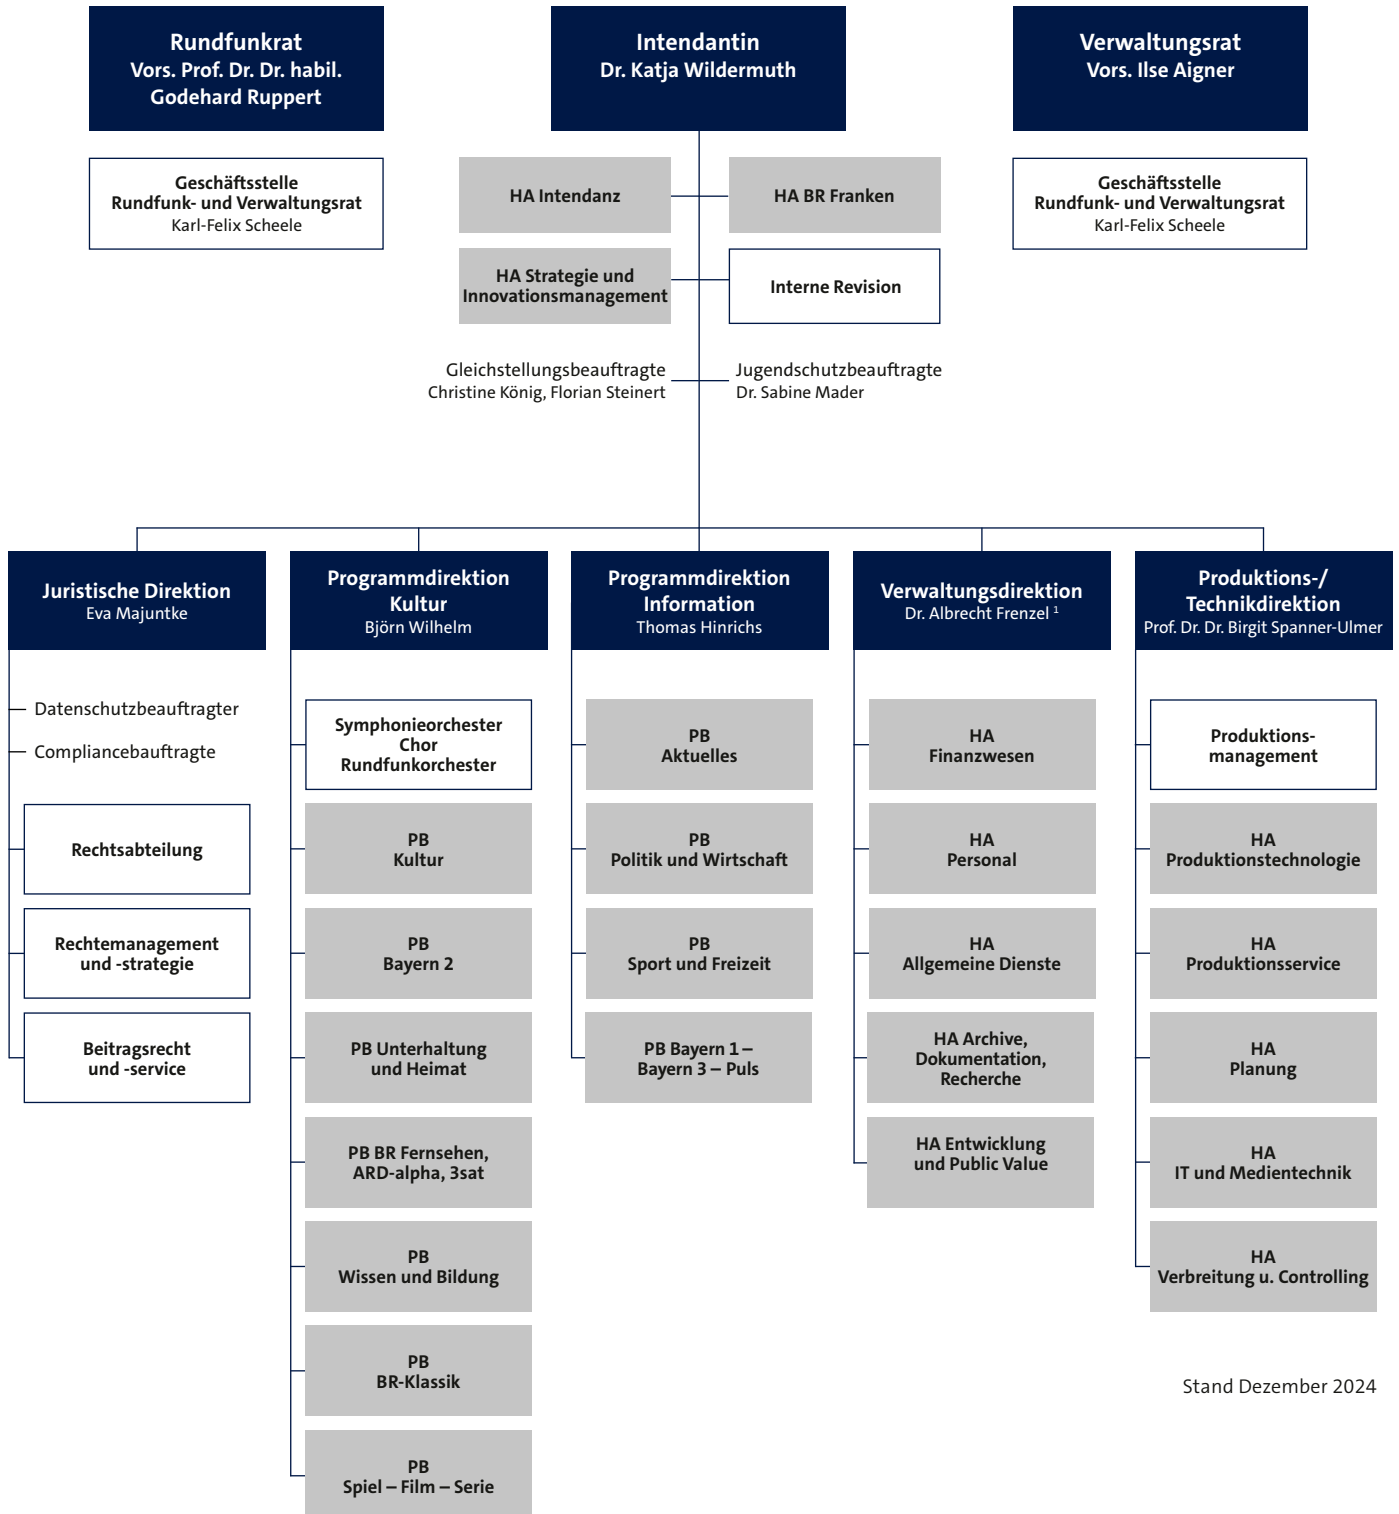 Rundfunkrat
Vors. Prof. Dr. Dr. habil.
Godehard Ruppert
Intendantin
Dr. Katja Wildermuth
Verwaltungsrat
Vors. Ilse Aigner
Geschäftsstelle
Rundfunk- und Verwaltungsrat
Karl-Felix Scheele
HA Intendanz
HA BR Franken
Geschäftsstelle
Rundfunk- und Verwaltungsrat
Karl-Felix Scheele
HA Strategie und
Innovationsmanagement
Interne Revision
Gleichstellungsbeauftragte
Christine König, Florian Steinert
Jugendschutzbeauftragte
Dr. Sabine Mader
Juristische Direktion
Eva Majuntke
Datenschutzbeauftragter
Compliancebauftragte
Rechtsabteilung
Rechtemanagement
und -strategie
Beitragsrecht
und -service
Programmdirektion
Kultur
Björn Wilhelm
Symphonieorchester
Chor
Rundfunkorchester
PB
Kultur
PB
Bayern 2
PB Unterhaltung
und Heimat
PB BR Fernsehen,
ARD-alpha, 3sat
PB
Wissen und Bildung
PB
BR-Klassik
PB
Spiel – Film – Serie
Programmdirektion
Information
Thomas Hinrichs
PB
Aktuelles
PB
Politik und Wirtschaft
PB
Sport und Freizeit
PB Bayern 1 –
Bayern 3 – Puls
Verwaltungsdirektion
Dr. Albrecht Frenzel ¹
HA
Finanzwesen
HA
Personal
HA
Allgemeine Dienste
HA Archive,
Dokumentation,
Recherche
HA Entwicklung
und Public Value
Produktions-/
Technikdirektion
Prof. Dr. Dr. Birgit Spanner-Ulmer
Produktions-
management
HA
Produktionstechnologie
HA
Produktionsservice
HA
Planung
HA
IT und Medientechnik
HA
Verbreitung u. Controlling
Stand Dezember 2024